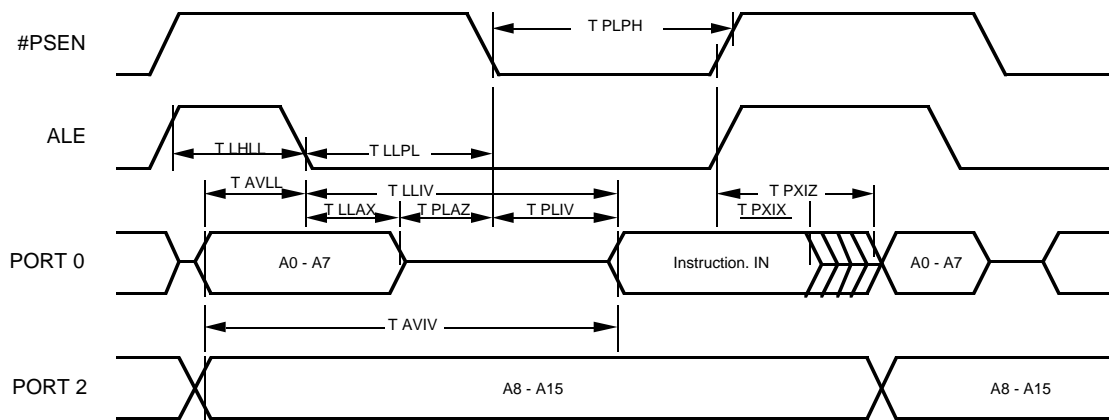 T PLPH
#PSEN
ALE
T LHLL
T LLPL
T AVLL
T LLIV
T PXIZ
T LLAX
T PLAZ
T PLIV
T PXIX
PORT 0
A0 - A7
Instruction. IN
A0 - A7
T AVIV
PORT 2
A8 - A15
A8 - A15